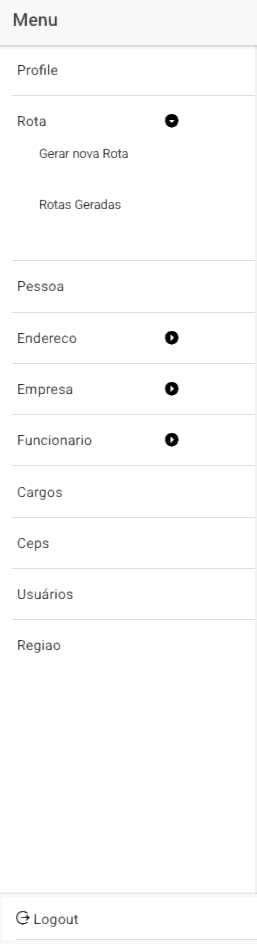 Menu
Profile
Rota
Gerar nova Rota
Rotas Geradas
Pessoa
Endereco
Empresa
Funcionario
Cargos
Ceps
Usuários
Regiao
Logout